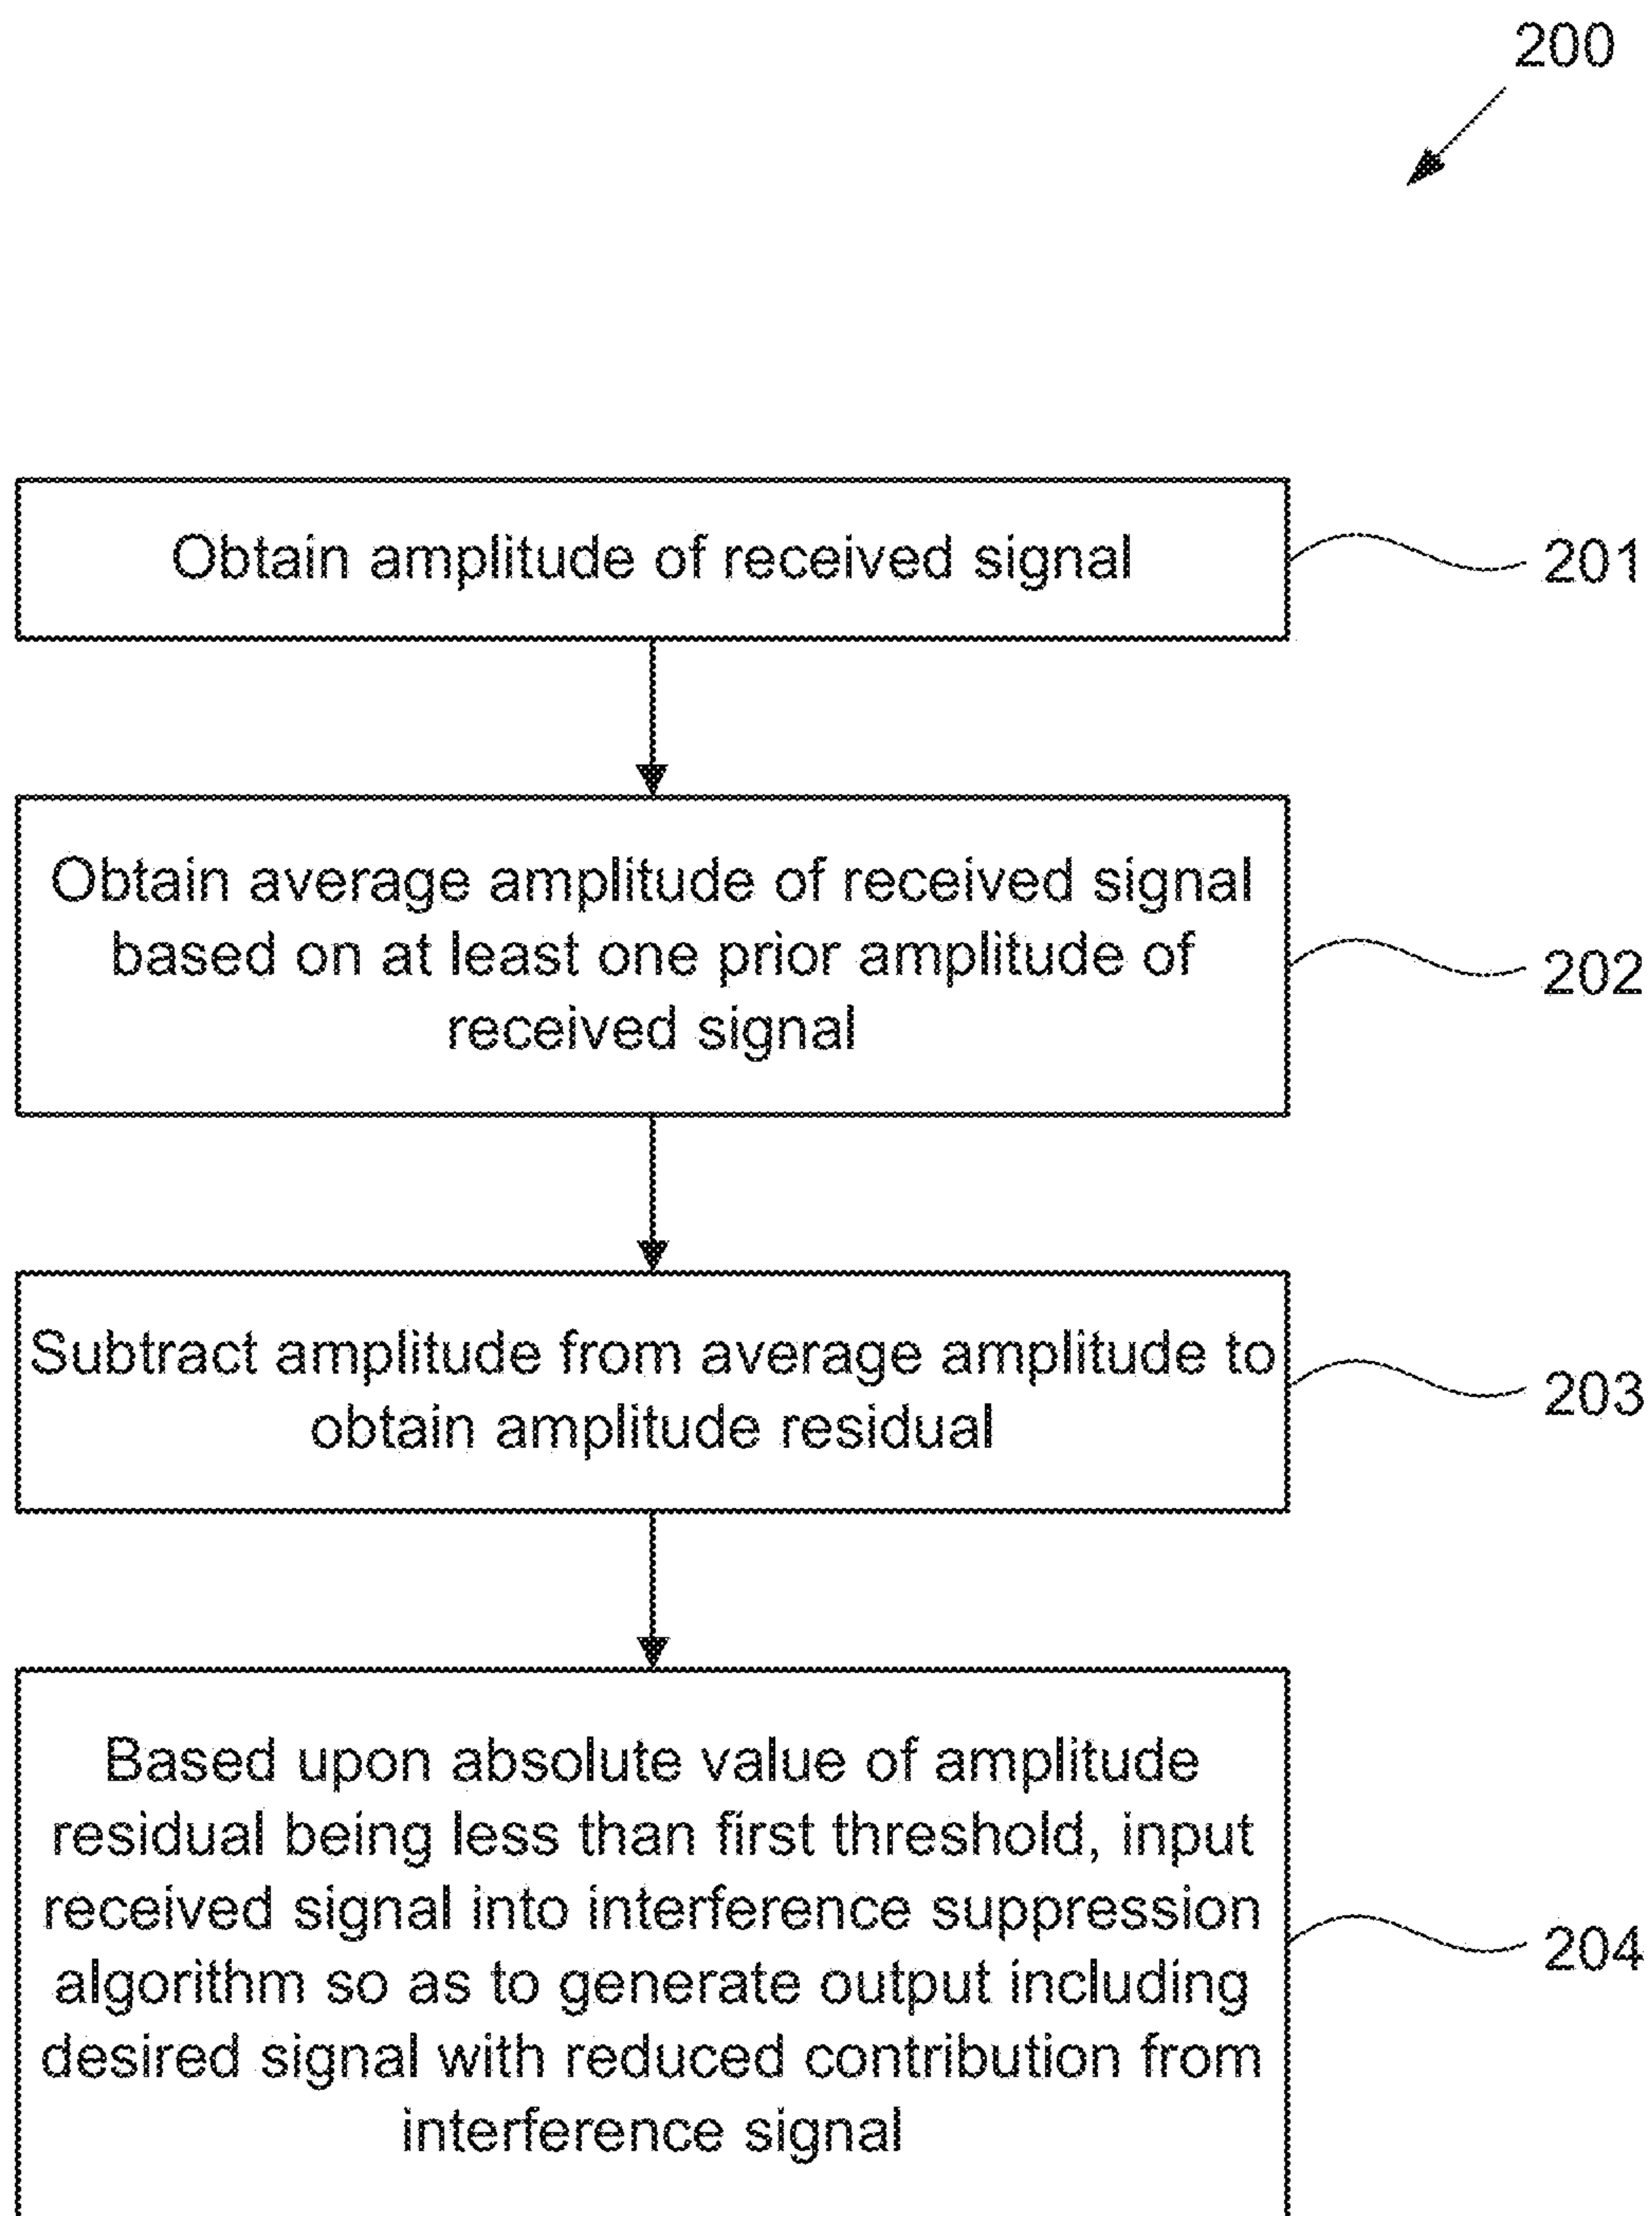 200
Obtain amplitude of received signal
201
Obtain average amplitude of received signal
based on at least one prior amplitude of
received signal
202
Subtract amplitude from average amplitude to
obtain amplitude residual
203
Based upon absolute value of amplitude
residual being less than first threshold, input
received signal into interference suppression
algorithm so as to generate output including
desired signal with reduced contribution from
interference signal
204